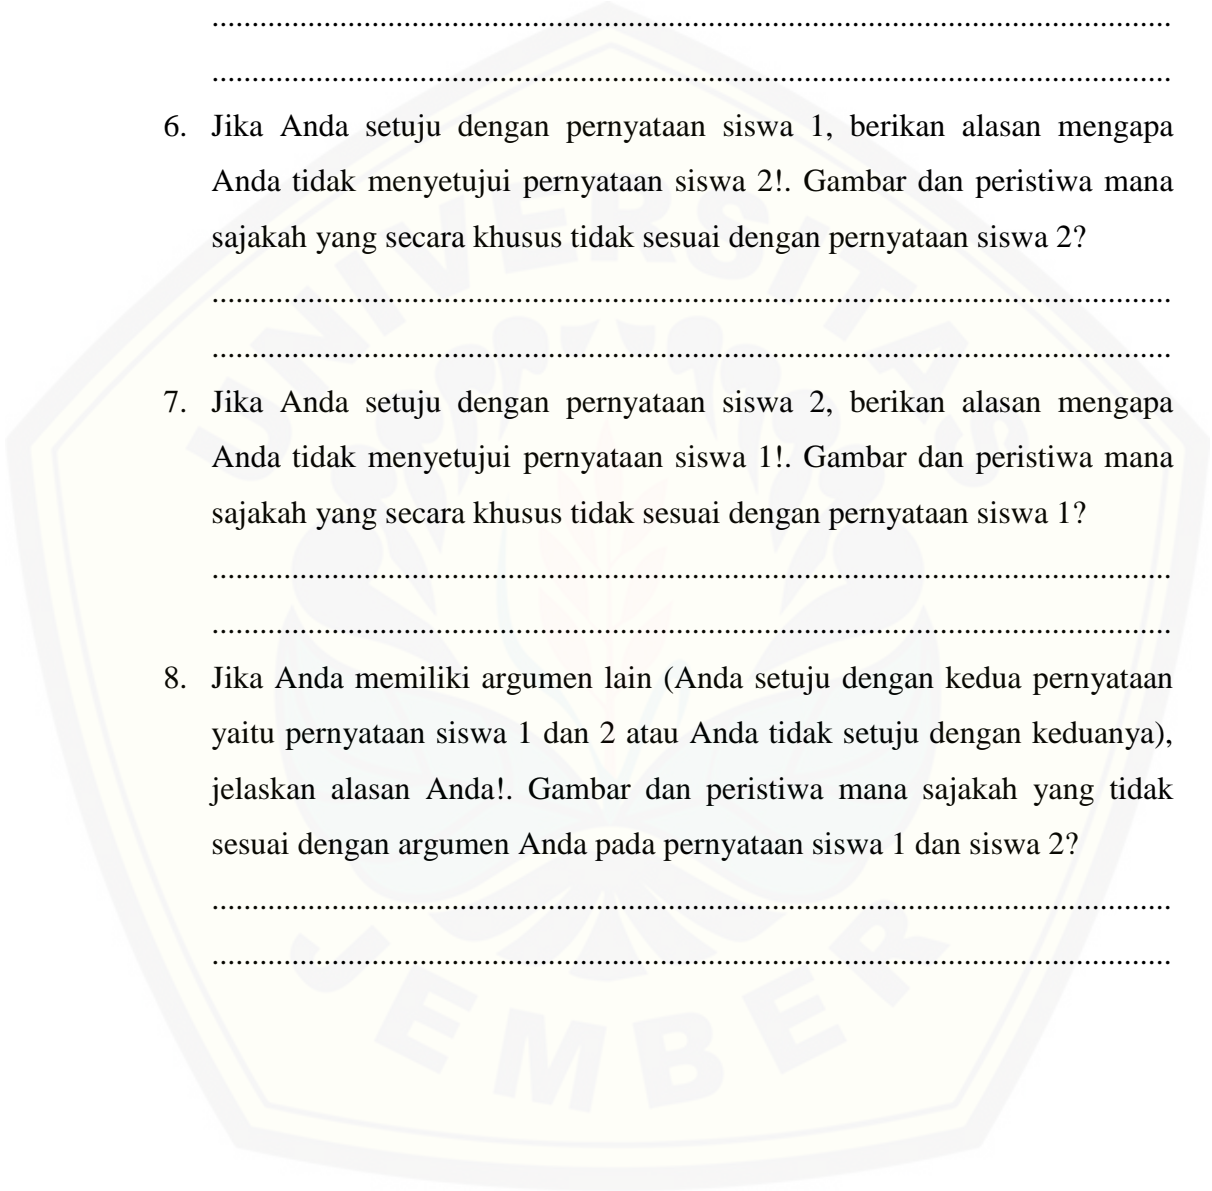 ................................................................................................................
................................................................................................................
6. Jika Anda setuju dengan pernyataan siswa 1, berikan alasan mengapa
Anda tidak menyetujui pernyataan siswa 2!. Gambar dan peristiwa mana
sajakah yang secara khusus tidak sesuai dengan pernyataan siswa 2?
................................................................................................................
................................................................................................................
7. Jika Anda setuju dengan pernyataan siswa 2, berikan alasan mengapa
Anda tidak menyetujui pernyataan siswa 1!. Gambar dan peristiwa mana
sajakah yang secara khusus tidak sesuai dengan pernyataan siswa 1?
................................................................................................................
................................................................................................................
8. Jika Anda memiliki argumen lain (Anda setuju dengan kedua pernyataan
yaitu pernyataan siswa 1 dan 2 atau Anda tidak setuju dengan keduanya),
jelaskan alasan Anda!. Gambar dan peristiwa mana sajakah yang tidak
sesuai dengan argumen Anda pada pernyataan siswa 1 dan siswa 2?
................................................................................................................
................................................................................................................
UNIVERSITAS
JEMBER